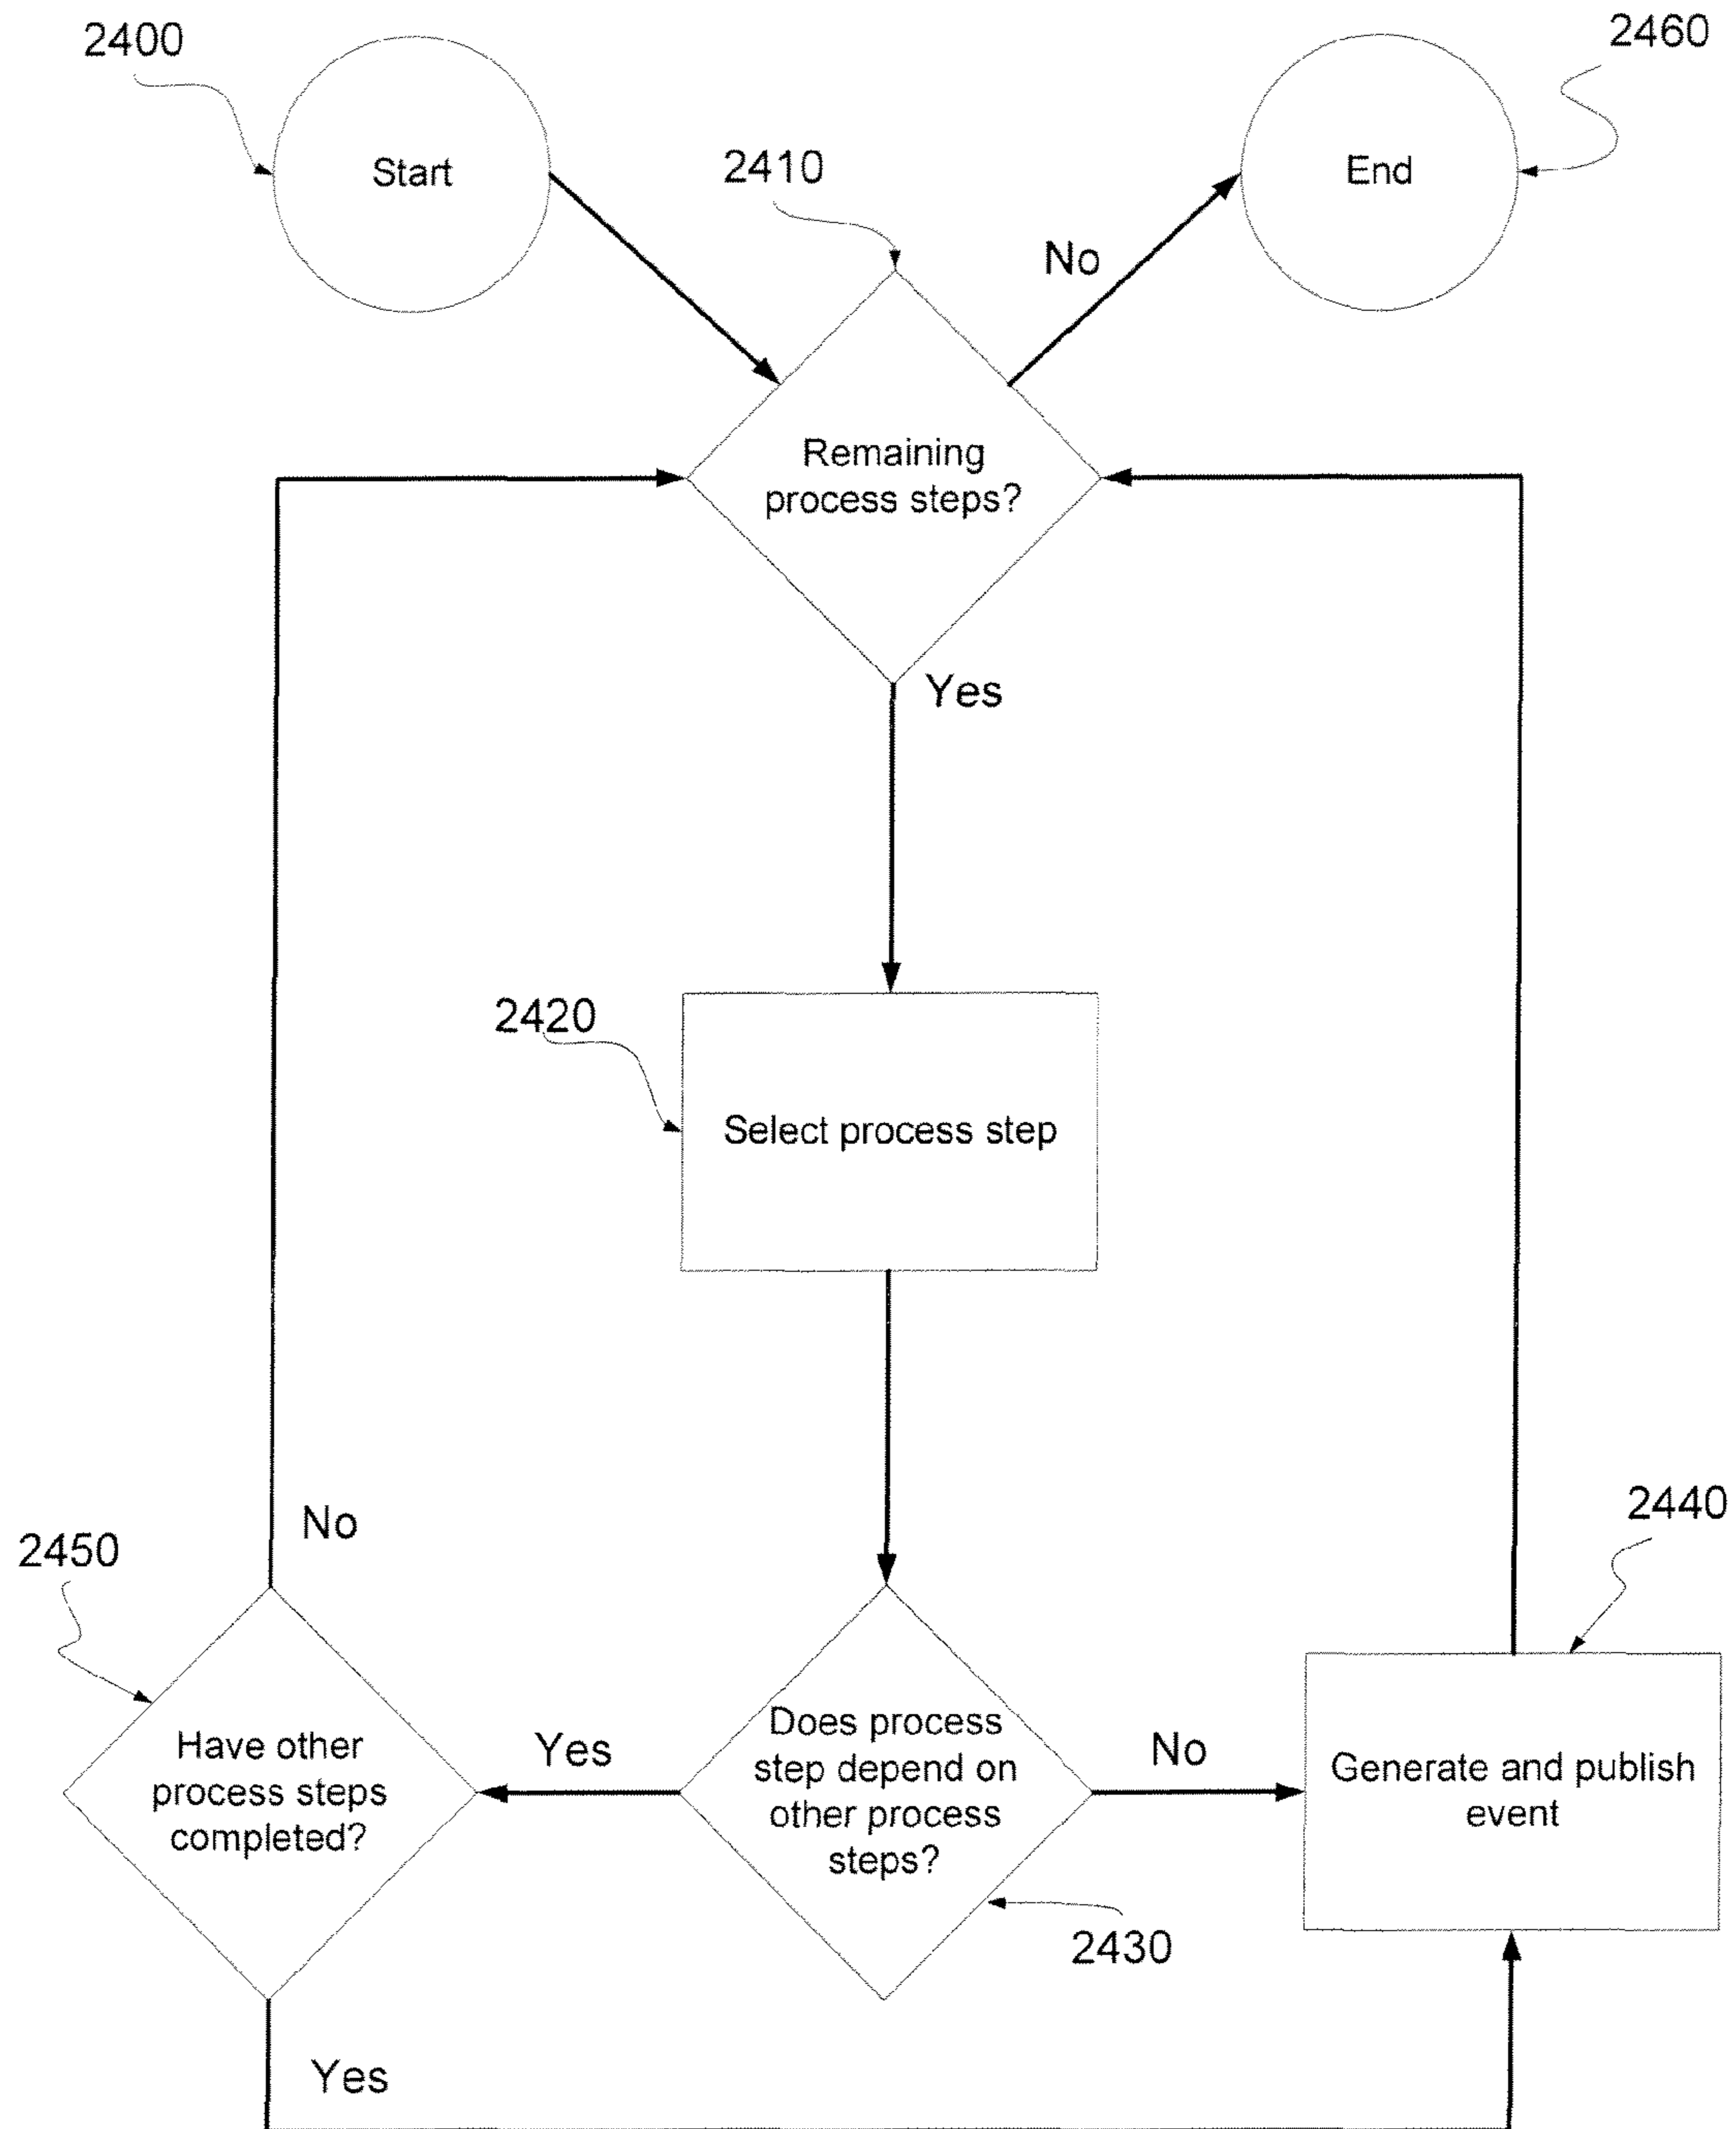 2400
2460
Start
2410
End
No
Remaining
process steps?
Yes
2420
Select process step
2440
No
2450
Does process
step depend on
other process
steps?
Have other
process steps
completed?
Yes
No
Generate and publish
event
2430
Yes